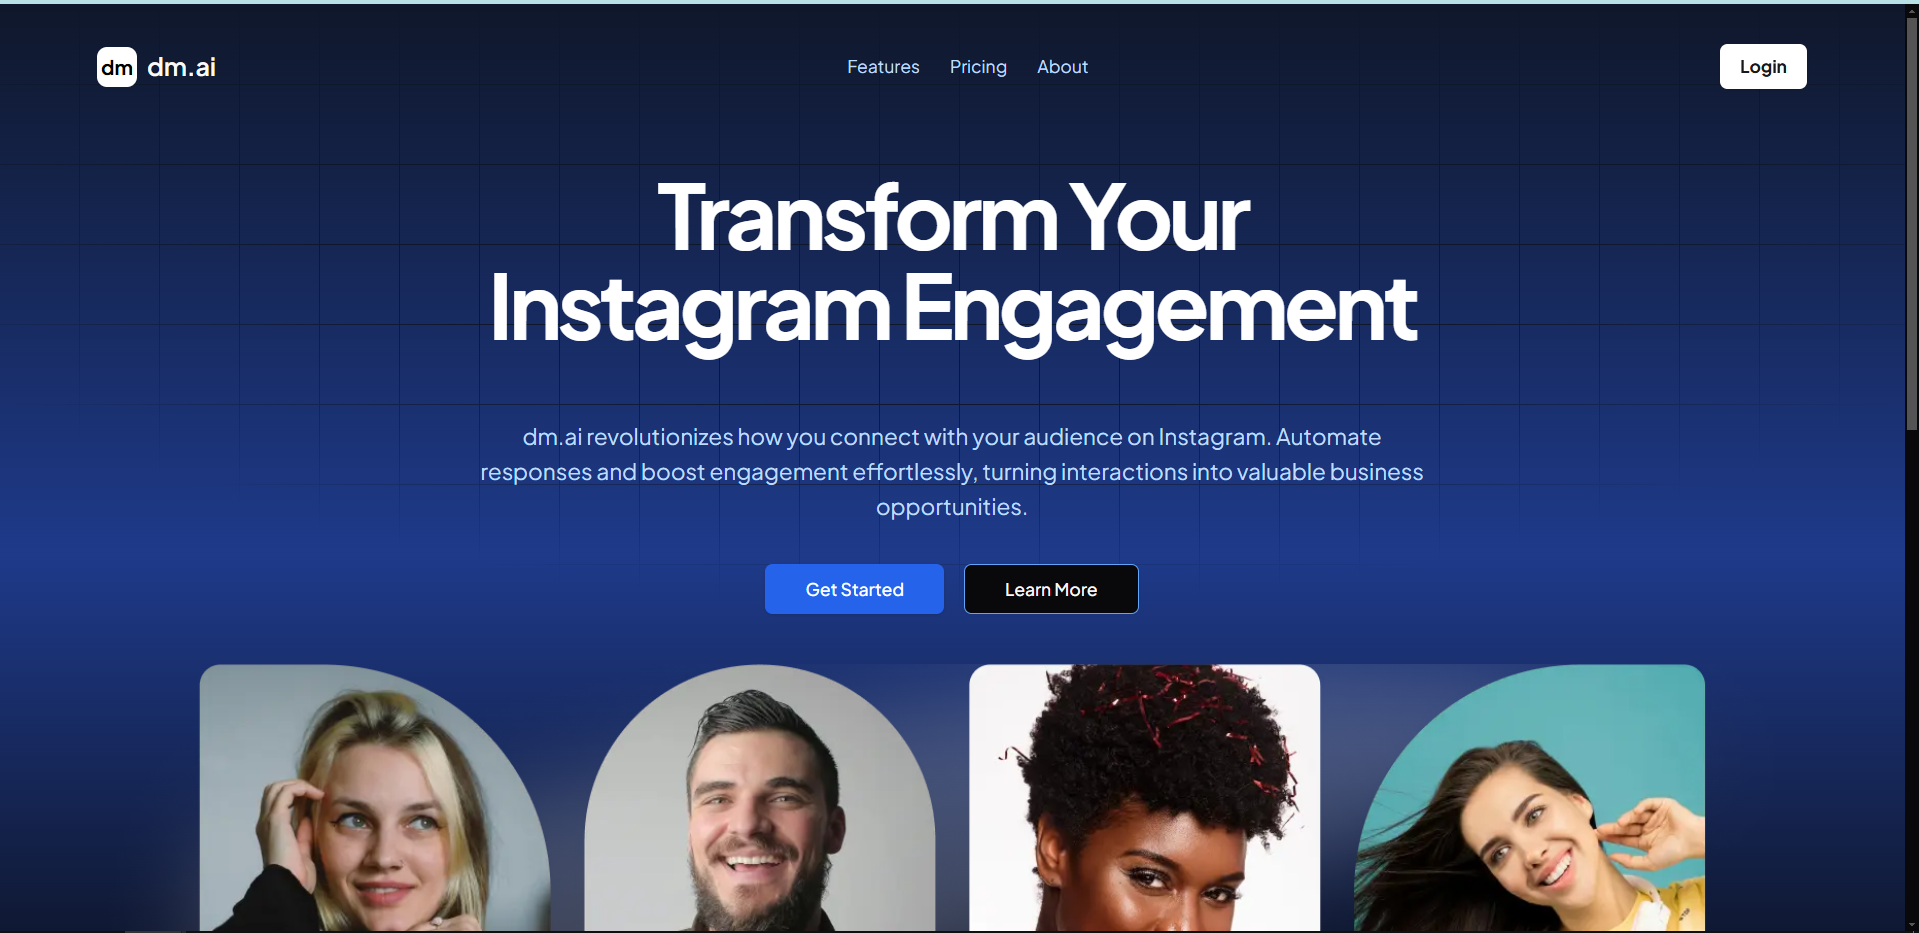 dm dm.ai
Features Pricing About
Login
Transform Your
Instagram Engagement
dm.ai revolutionizes how you connect with your audience on Instagram. Automate
responses and boost engagement effortlessly, turning interactions into valuable business
opportunities.
Get Started
Learn More